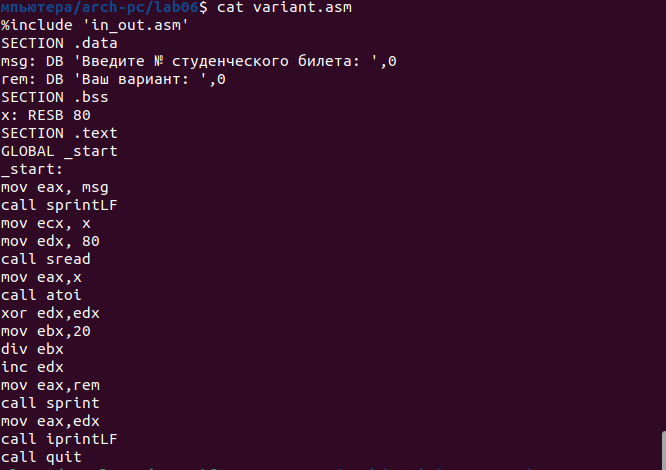 мпьютера/arch-pc/lab06$ cat variant.asm
%include 'in_out.asm'
SECTION .data
msg: DB 'Введите № студенческого билета: ',0
rem: DB 'Ваш вариант: ',0
SECTION .bss
x: RESB 80
SECTION .text
GLOBAL _start
_start:
mov eax, msg
call sprintLF
mov ecx, x
mov edx, 80
call sread
mov eax,x
call atoi
xor edx,edx
mov ebx,20
div ebx
inc edx
mov eax,rem
call sprint
mov eax,edx
call iprintLF
call quit